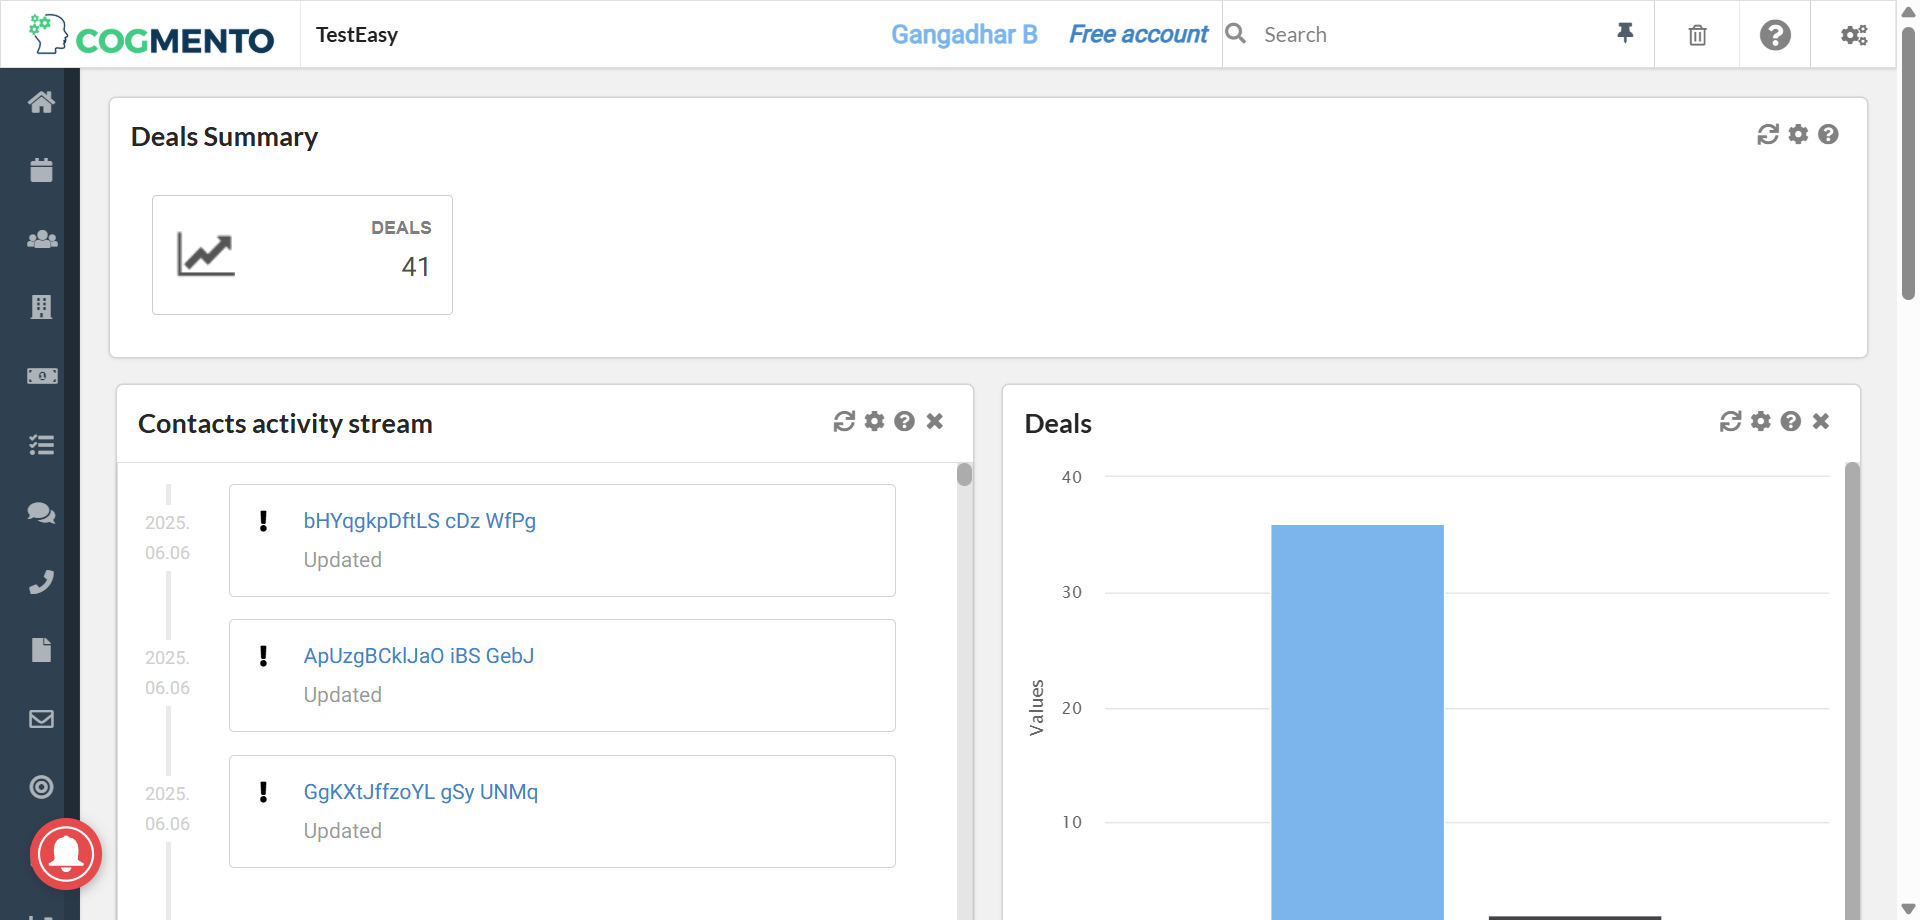 COGMENTO
TestEasy
Gangadhar B
Free account
Search
Deals Summary
DEALS
41
Contacts activity stream
2025.
06.06
bHYqgkpDftLS cDz WfPg
Updated
2025.
06.06
ApUzgBCklJaO iBS GebJ
Updated
2025.
06.06
GgKXtJffzoYL gSy UNMq
Updated
Deals
40
30
20
10
Values